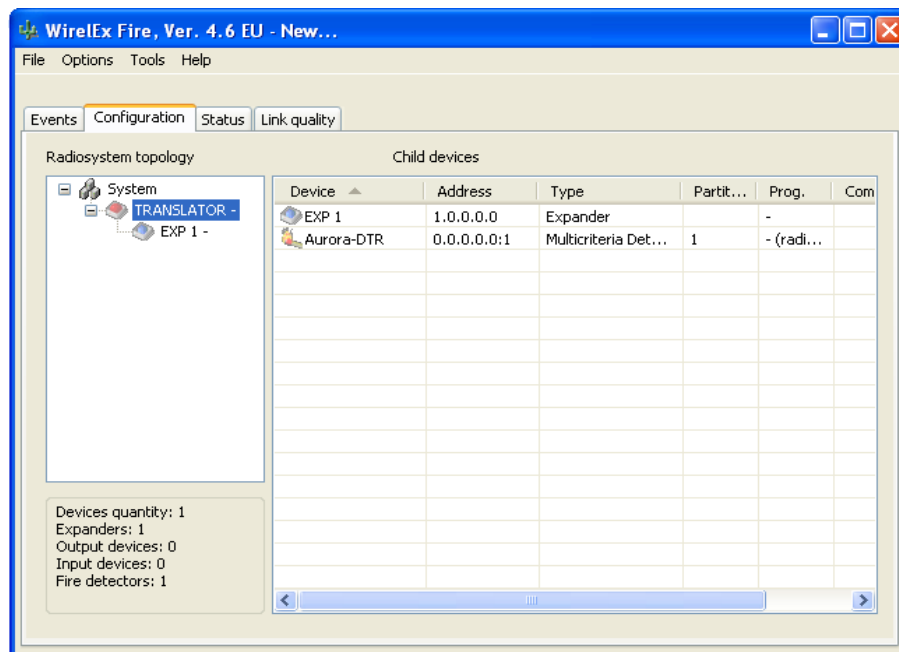 WirelEx Fire, Ver. 4.6 EU - New...
File Options Tools Help
Events Configuration Status Link quality
Radiosystem topology Child devices
System
TRANSLATOR -
EXP 1 -
Device Address Type Partit... Prog. Com
EXP 1 1.0.0.0.0 Expander -
Aurora-DTR 0.0.0.0.0:1 Multicriteria Det... 1 - (radi...
Devices quantity: 1
Expanders: 1
Output devices: 0
Input devices: 0
Fire detectors: 1